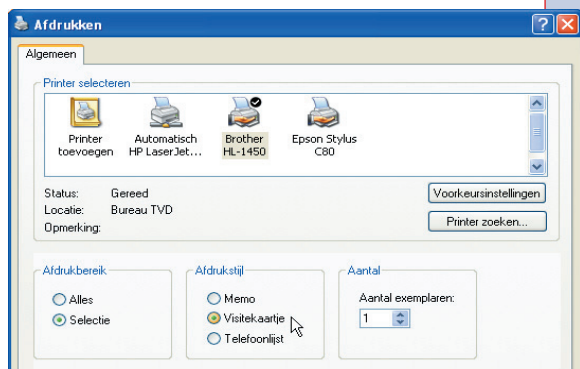 Afdrukken
Algemeen
Printer selecteren
Printer toevoegen
Automatisch HP LaserJet...
Brother HL-1450
Epson Stylus C80
Status: Gereed
Locatie: Bureau TVD
Opmerking:
Voorkeursinstellingen
Printer zoeken...
Afdrukbereik
Alles
Selectie
Afdrukstijl
Memo
Visitekaartje
Telefoonlijst
Aantal
Aantal exemplaren:
1